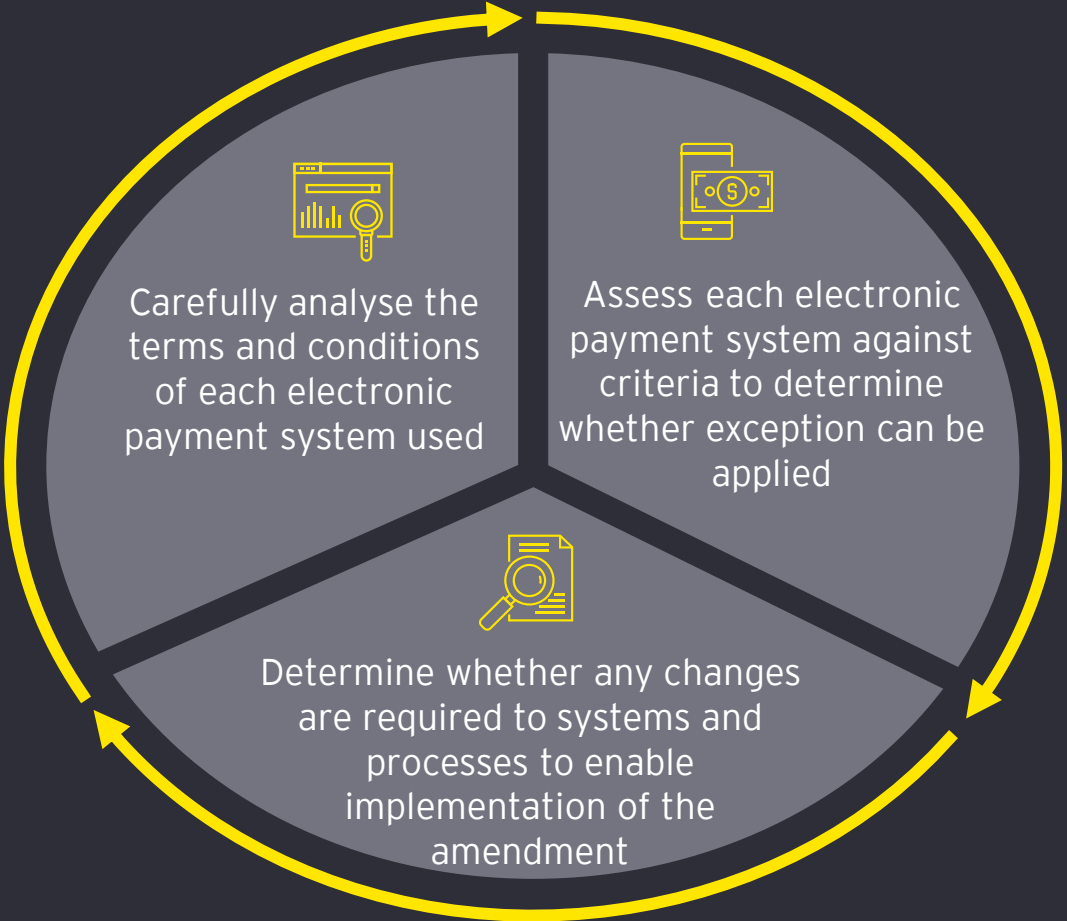 Carefully analyse the
terms and conditions
of each electronic
payment system used
Assess each electronic
payment system against
criteria to determine
whether exception can be
applied
Determine whether any changes
are required to systems and
processes to enable
implementation of the
amendment